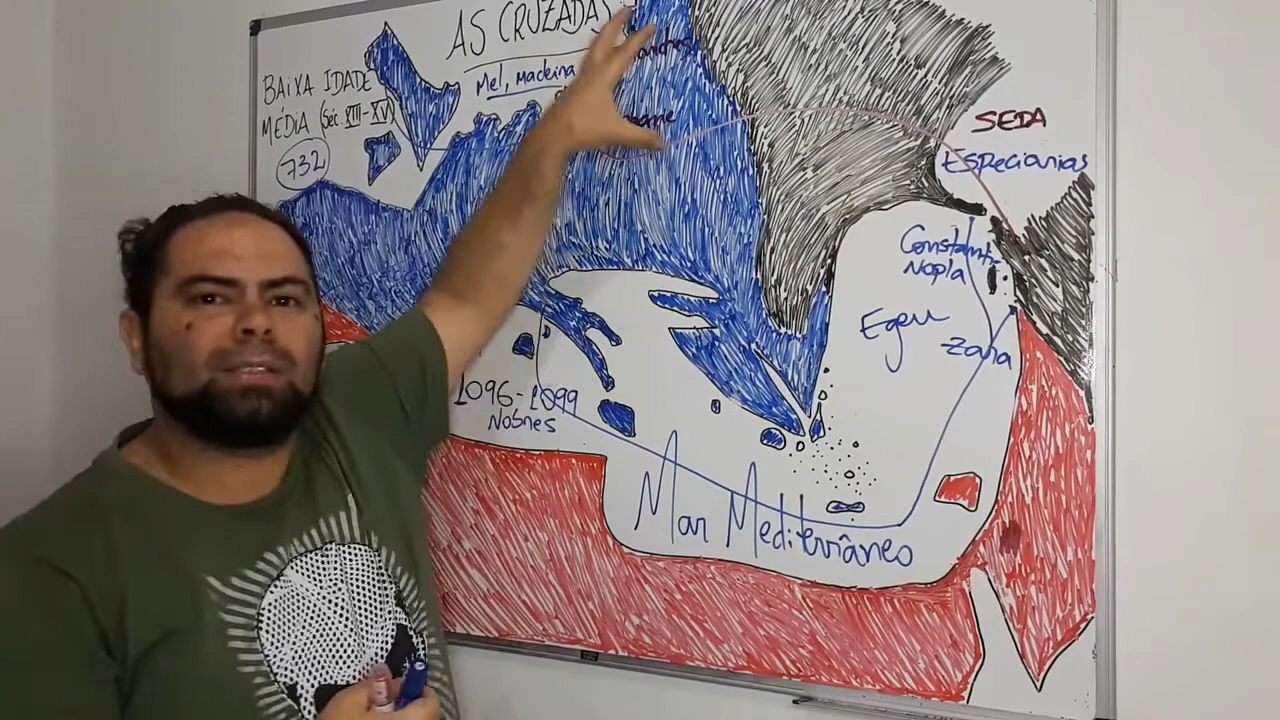 AS CRUZADAS
Mel, Madeira
BAIXA IDADE
MÉDIA (Séc. XII-XV)
732
SEDA
Especiarias
Constanti-
nopla
Egeu
Zara
1096-1099
Nobres
Mar Mediterrâneo